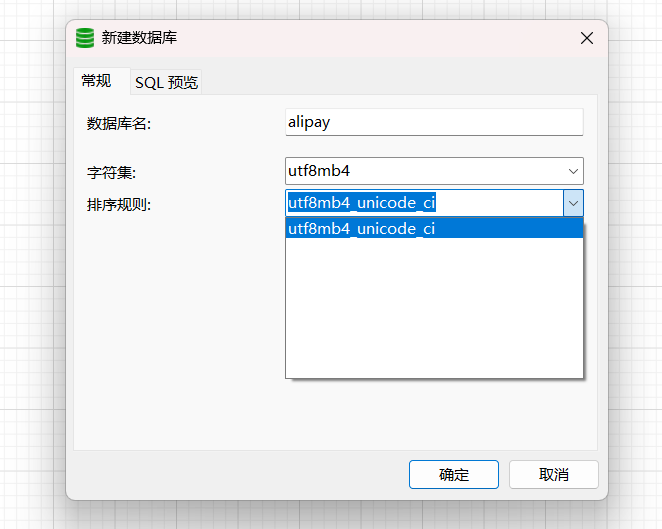 新建数据库
常规 SQL 预览
数据库名: alipay
字符集: utf8mb4
排序规则: utf8mb4_unicode_ci
utf8mb4_unicode_ci
确定 取消